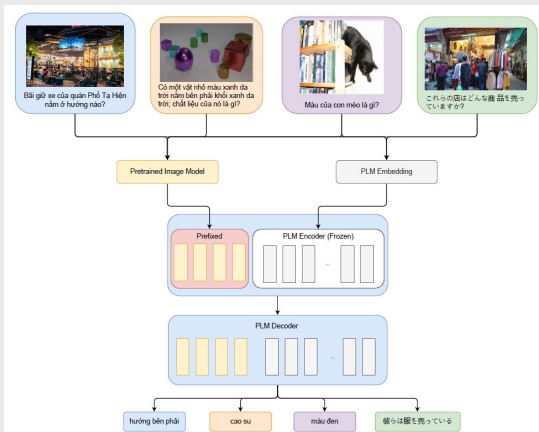 Bãi giữ xe của quán Phố Tạ Hiện
nằm ở hướng nào?
Có một vật nhỏ màu xanh da
trời nằm bên phải khối xanh da
trời; chất liệu của nó là gì?
Màu của con mèo là gì?
これらの店はどんな商 品を売っ
ていますか?
Pretrained Image Model
PLM Embedding
Prefixed
PLM Encoder (Frozen)
...
PLM Decoder
...
hướng bên phải
cao su
màu đen
彼らは服を売っている